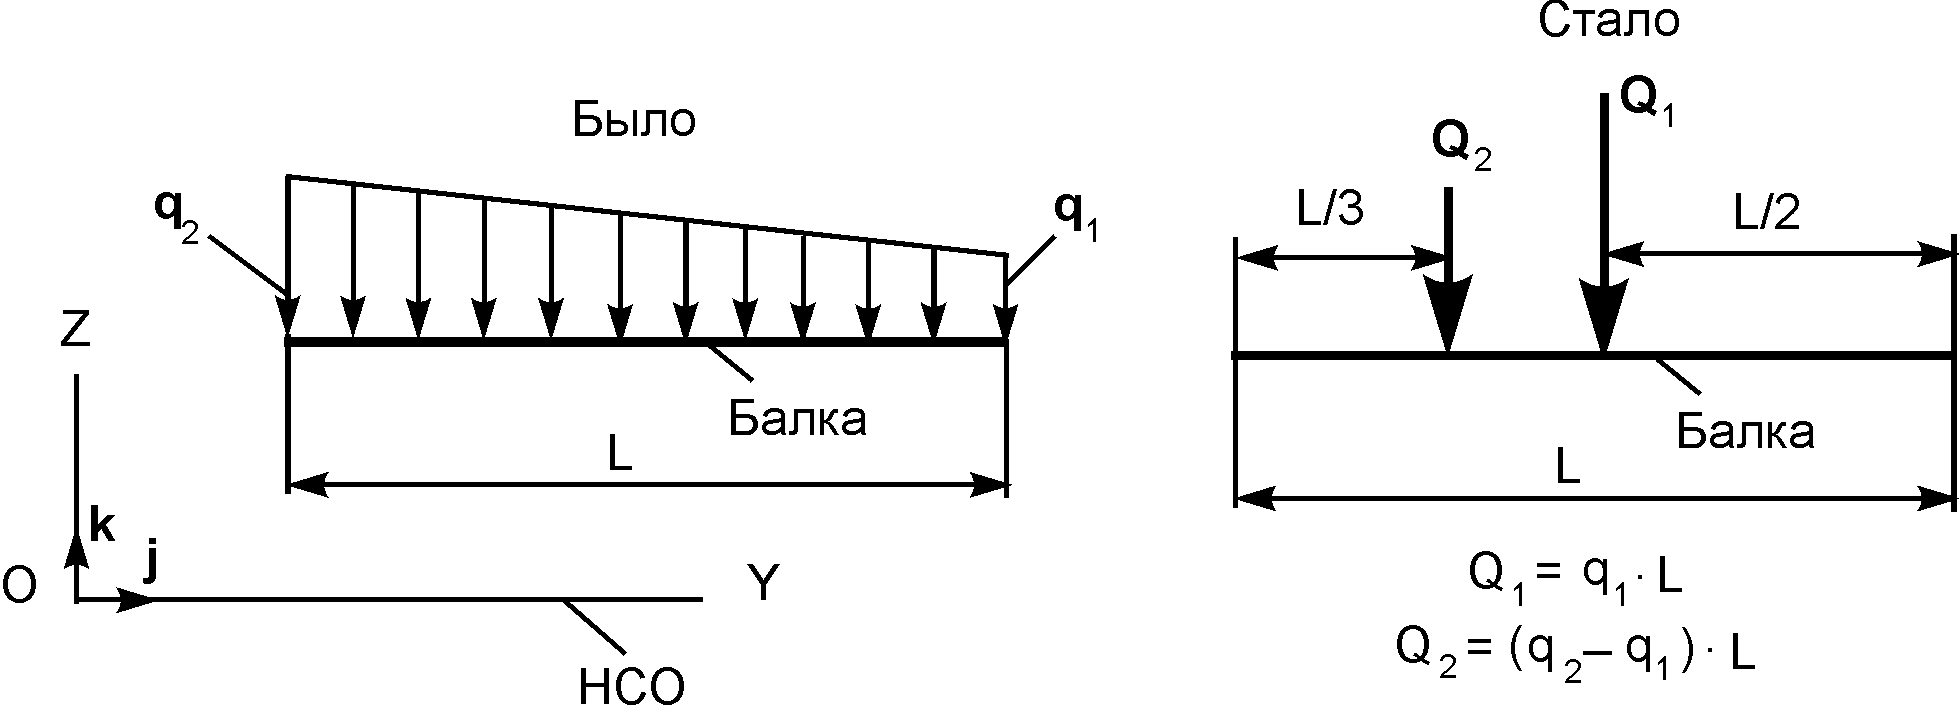 Было
q2
q1
Z
Балка
L
k
j
O
Y
НСО
Стало
Q1
Q2
L/3
L/2
Балка
L
Q1 = q1 · L
Q2 = (q2 – q1) · L